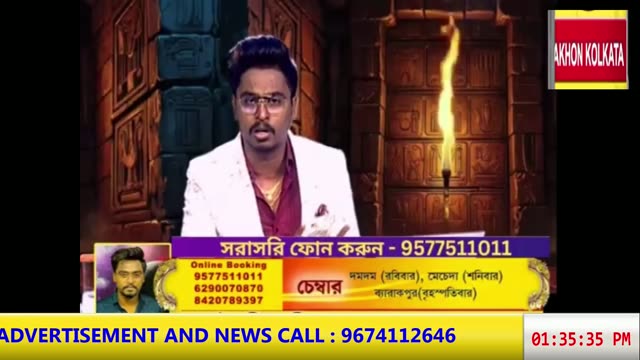 AKHON KOLKATA
সরাসরি ফোন করুন - 9577511011
Online Booking
9577511011
6290070870
8420789397
চেম্বার
দমদম (রবিবার), মেচেদা (শনিবার)
ব্যারাকপুর(বৃহস্পতিবার)
ADVERTISEMENT AND NEWS CALL : 9674112646
01:35:35 PM